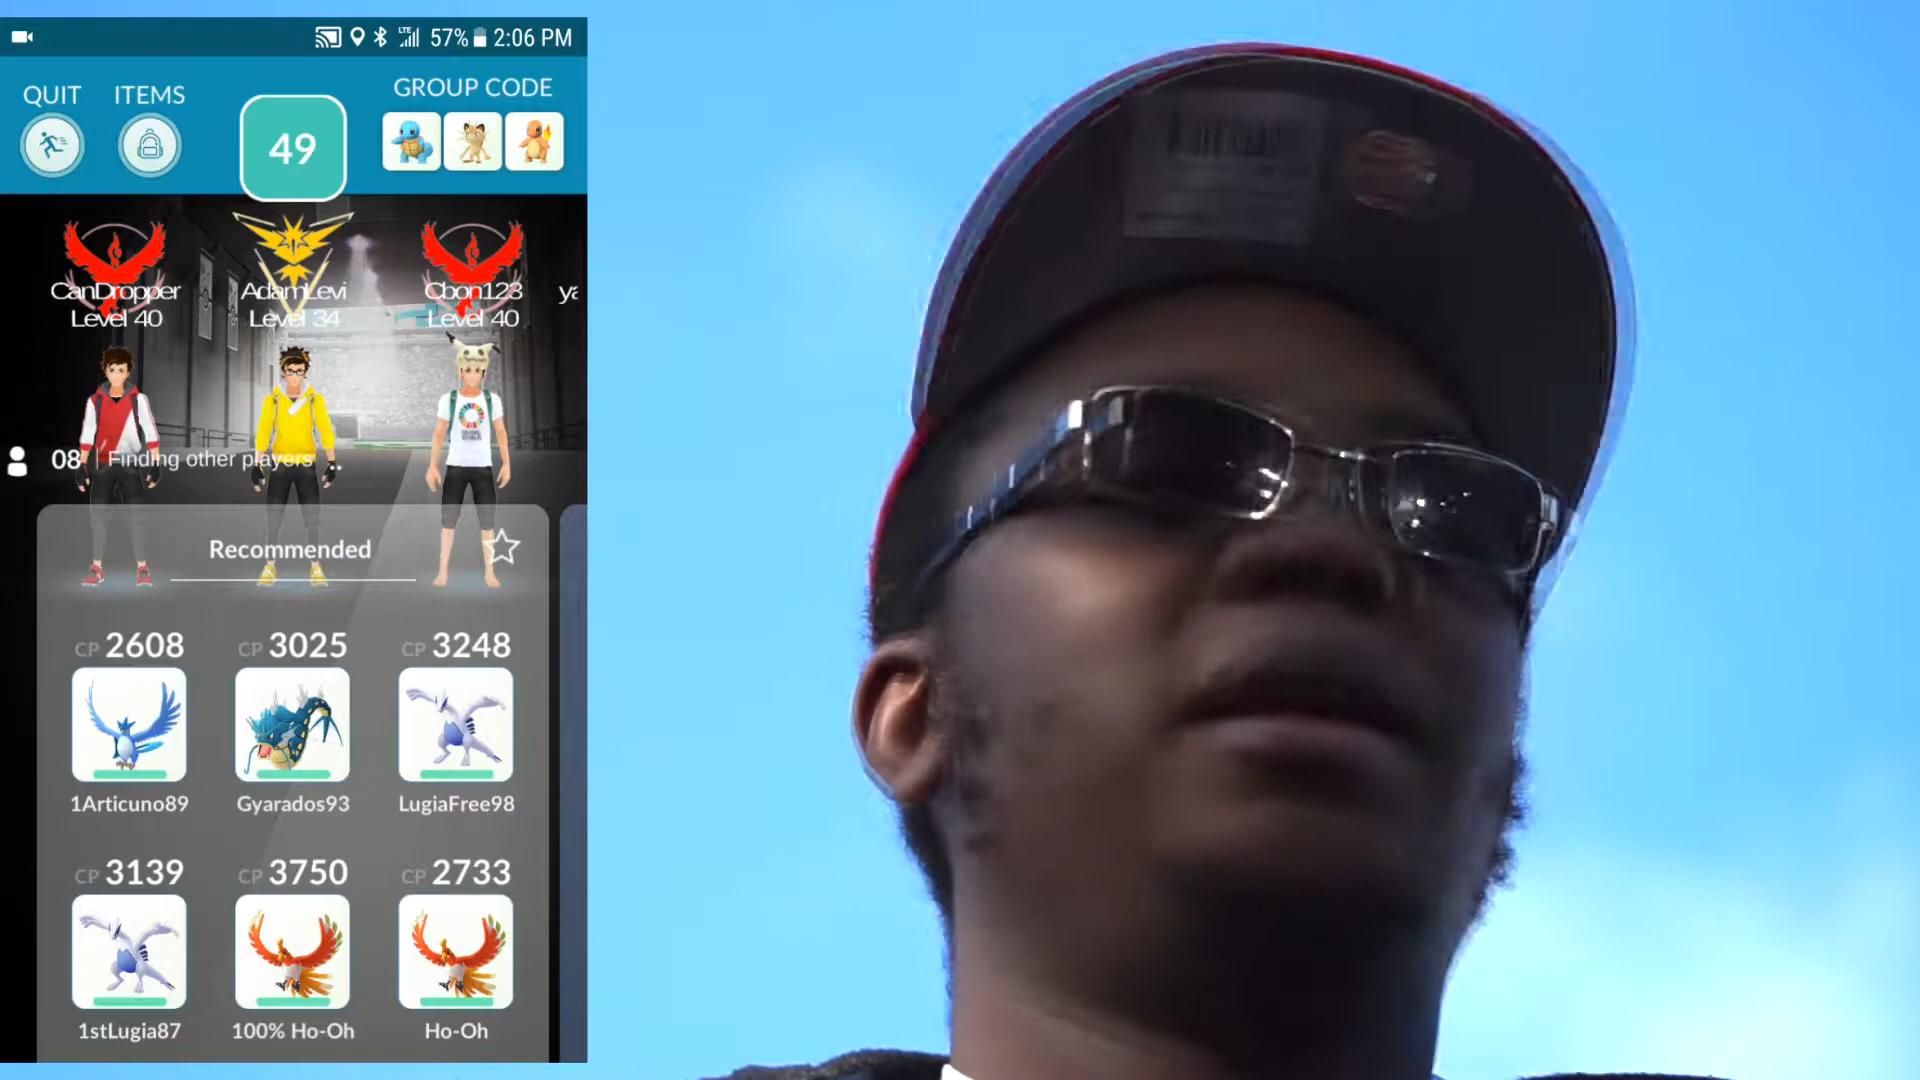 LTE 57% 2:06 PM
QUIT ITEMS GROUP CODE
49
CanDropper AdamLevi Cbon123 ya
Level 40 Level 34 Level 40
08 Finding other players ..
Recommended
CP 2608 CP 3025 CP 3248
1Articuno89 Gyarados93 LugiaFree98
CP 3139 CP 3750 CP 2733
1stLugia87 100% Ho-Oh Ho-Oh